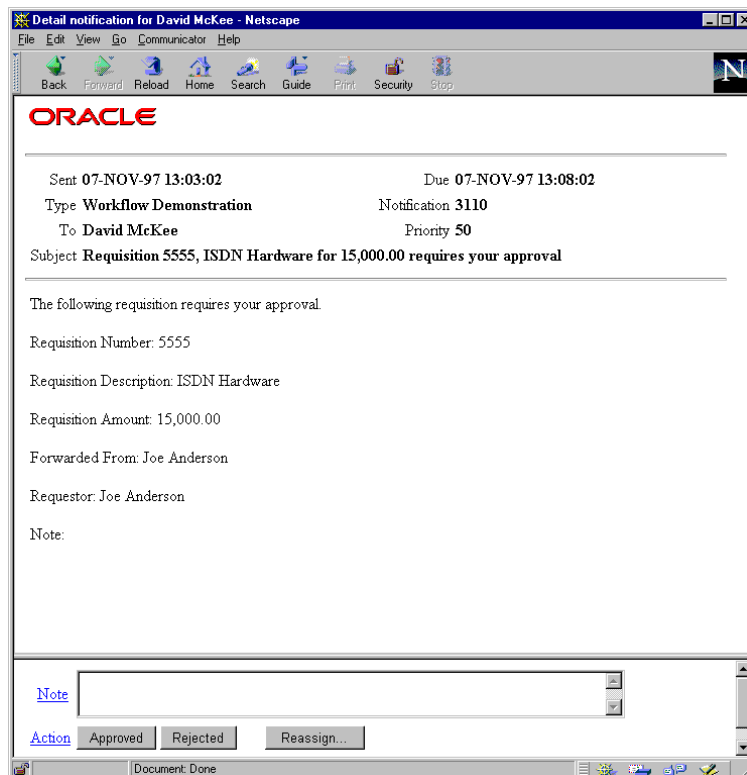 Detail notification for David McKee - Netscape
File Edit View Go Communicator Help
Back Forward Reload Home Search Guide Print Security Stop
N
ORACLE
Sent 07-NOV-97 13:03:02 Due 07-NOV-97 13:08:02
Type Workflow Demonstration Notification 3110
To David McKee Priority 50
Subject Requisition 5555, ISDN Hardware for 15,000.00 requires your approval
The following requisition requires your approval.
Requisition Number: 5555
Requisition Description: ISDN Hardware
Requisition Amount: 15,000.00
Forwarded From: Joe Anderson
Requestor: Joe Anderson
Note:
Note
Action Approved Rejected Reassign...
Document: Done